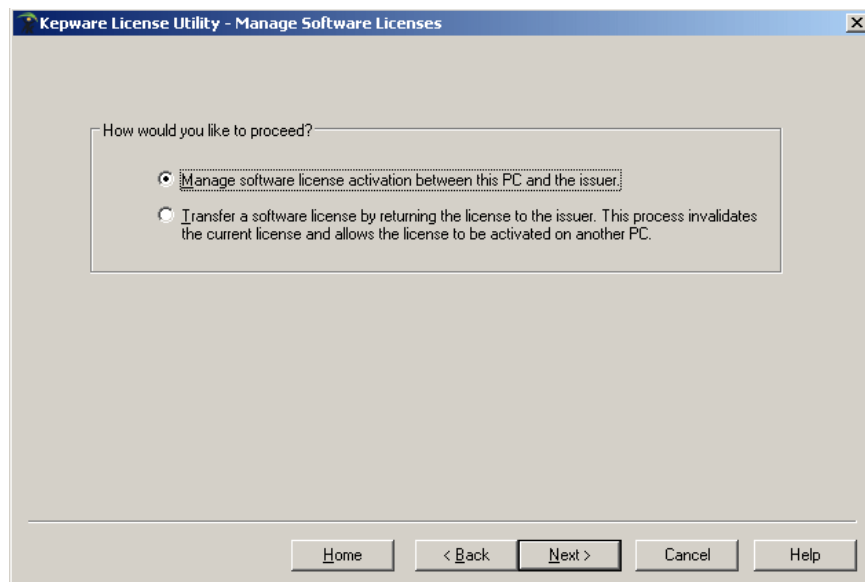 Kepware License Utility - Manage Software Licenses
How would you like to proceed?
Manage software license activation between this PC and the issuer.
Transfer a software license by returning the license to the issuer. This process invalidates
the current license and allows the license to be activated on another PC.
Home
< Back
Next >
Cancel
Help